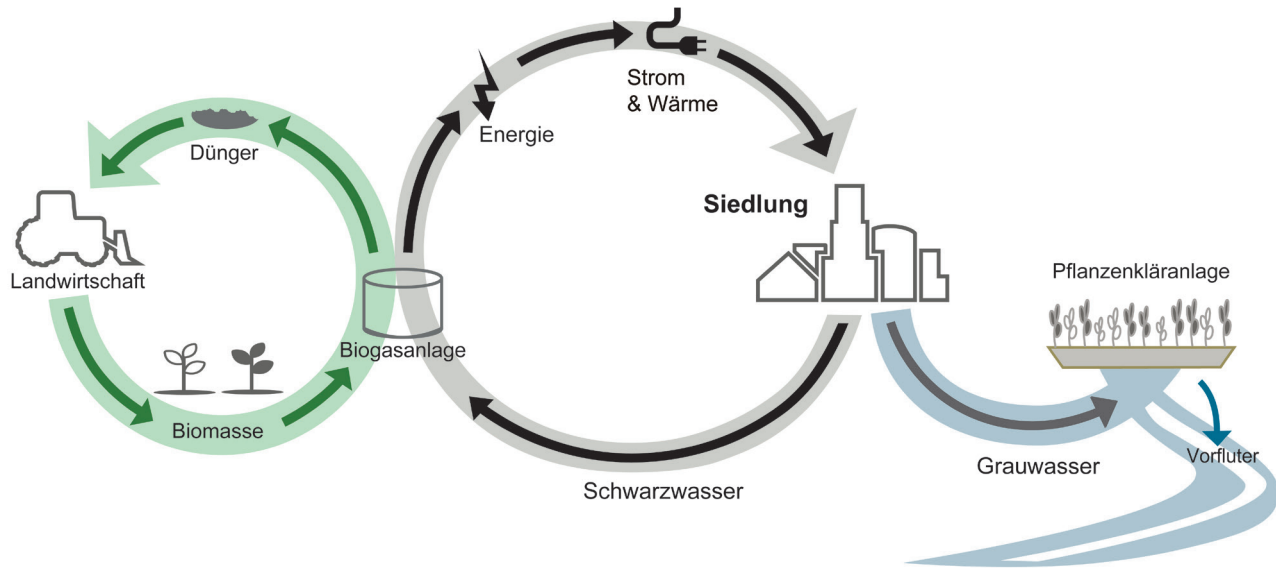 Strom
& Wärme
Energie
Dünger
Siedlung
Landwirtschaft
Pflanzenkläranlage
Biogasanlage
Biomasse
Vorfluter
Grauwasser
Schwarzwasser